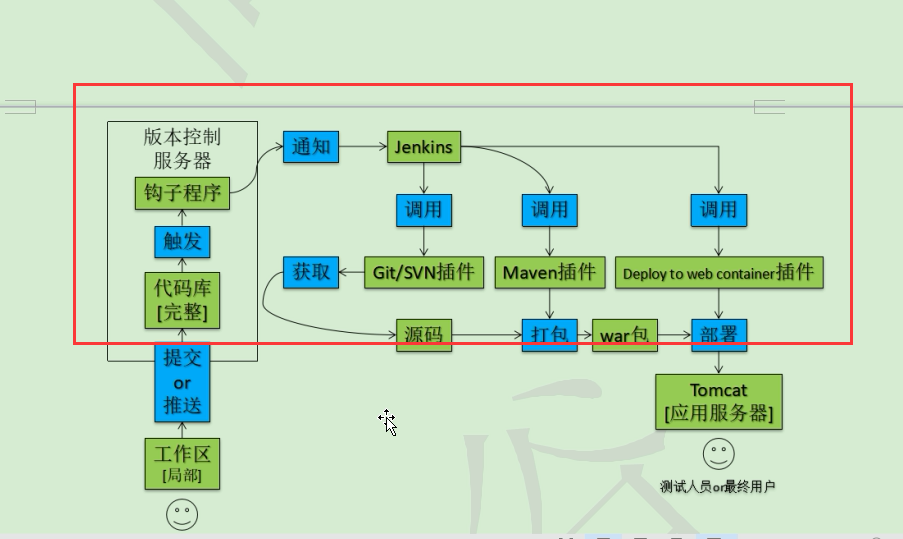 版本控制
服务器
通知
Jenkins
钩子程序
调用
调用
调用
触发
获取
Git/SVN插件
Maven插件
Deploy to web container插件
代码库
[完整]
源码
打包
war包
部署
提交
or
推送
Tomcat
[应用服务器]
工作区
[局部]
测试人员or最终用户